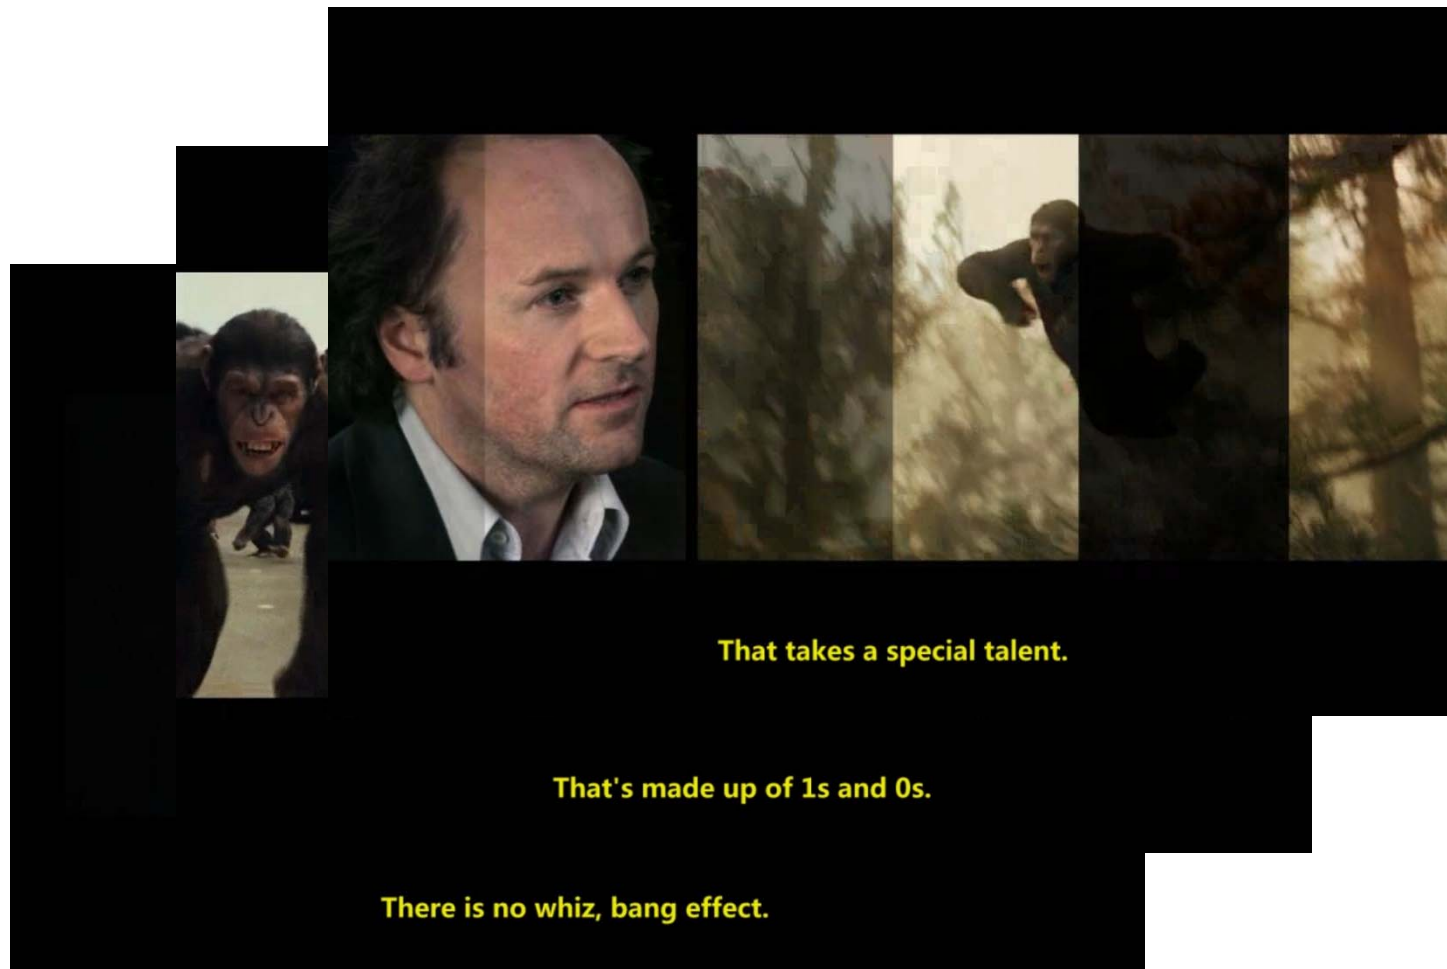 That takes a special talent.
That's made up of 1s and 0s.
There is no whiz, bang effect.